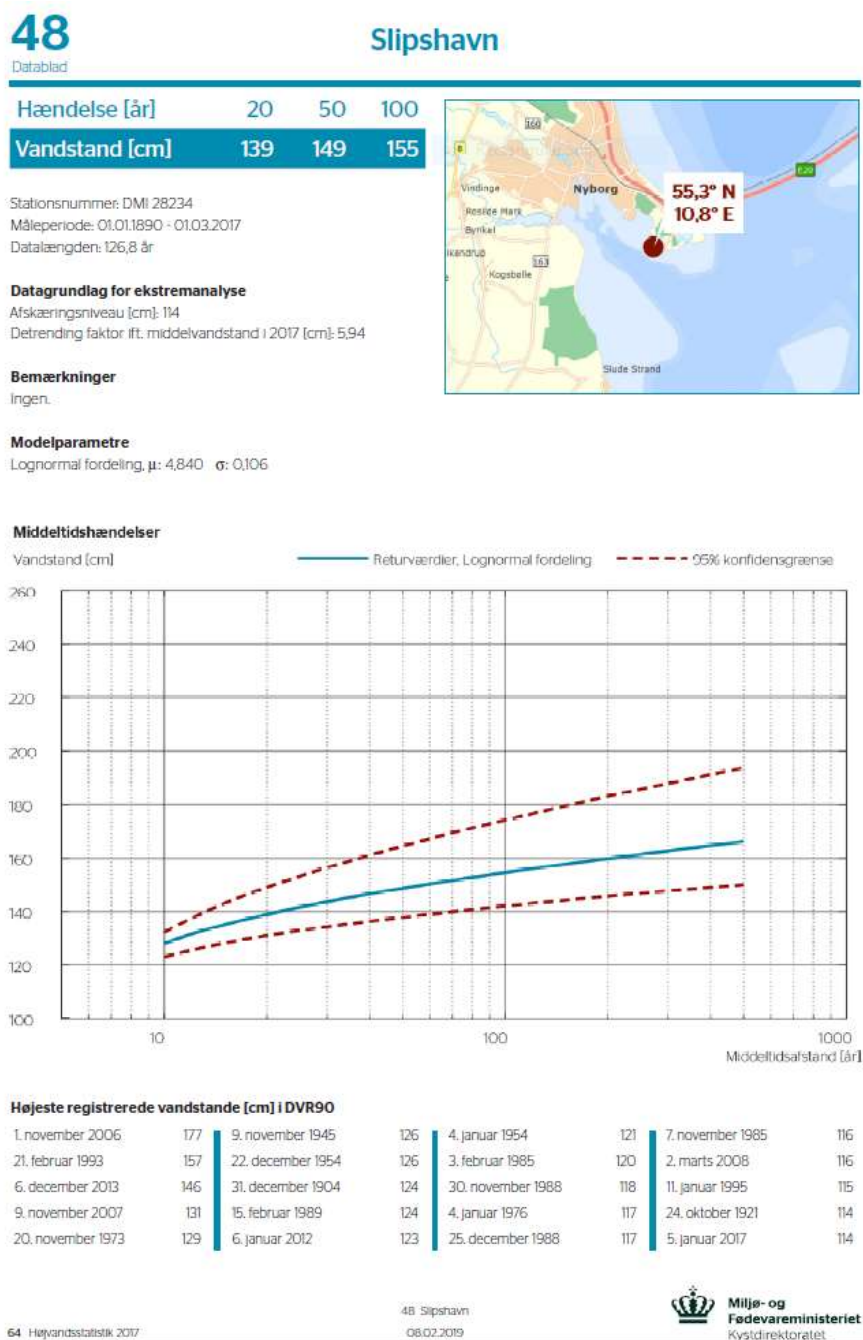 48
Datablad
Slipshavn
Hændelse [år] 20 50 100
Vandstand [cm] 139 149 155
Stationsnummer: DMI 28234
Måleperiode: 01.01.1890 - 01.03.2017
Datalængden: 126,8 år
Datagrundlag for ekstremanalyse
Afskæringsniveau [cm]: 114
Detrending faktor ift. middelvandstand i 2017 [cm]: 5,94
Bemærkninger
Ingen.
Modelparametre
Lognormal fordeling, μ: 4,840 σ: 0,106
160
8
E20
Vindinge
Nyborg
55,3° N
10,8° E
Rosilde Mark
Bynkel
163
Kogsbølle
Slude Strand
Middeltidshændelser
Vandstand [cm]
Returværdier, Lognormal fordeling
95% konfidensgrænse
260
240
220
200
180
160
140
120
100
10 100 1000
Middeltidsafstand [år]
Højeste registrerede vandstande [cm] i DVR90
1. november 2006 177 9. november 1945 126 4. januar 1954 121 7. november 1985 116
21. februar 1993 157 22. december 1954 126 3. februar 1985 120 2. marts 2008 116
6. december 2013 146 31. december 1904 124 30. november 1988 118 11. januar 1995 115
9. november 2007 131 15. februar 1989 124 4. januar 1976 117 24. oktober 1921 114
20. november 1973 129 6. januar 2012 123 25. december 1988 117 5. januar 2017 114
64 Højvandsstatistik 2017
48 Slipshavn
08.02.2019
Miljø- og
Fødevareministeriet
Kystdirektoratet